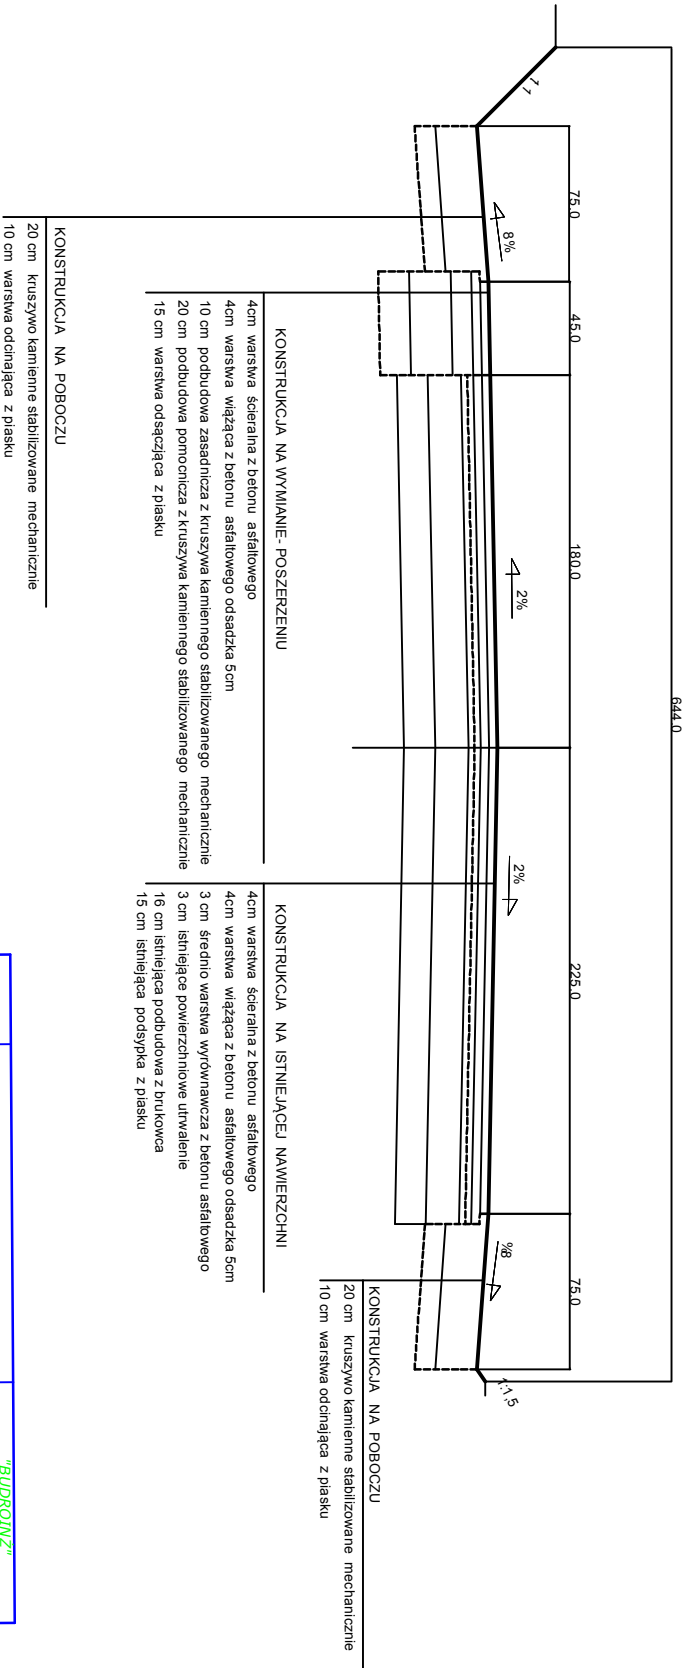 644.0
75.0
45.0
180.0
225.0
75.0
1:1
8%
2%
2%
8%
1:1,5
KONSTRUKCJA NA POBOCZU
20 cm kruszywo kamienne stabilizowane mechanicznie
10 cm warstwa odcinająca z piasku
KONSTRUKCJA NA WYMIANIE- POSZERZENIU
4cm warstwa ścieralna z betonu asfaltowego
4cm warstwa wiążąca z betonu asfaltowego odsadzka 5cm
10 cm podbudowa zasadnicza z kruszywa kamiennego stabilizowanego mechanicznie
20 cm podbudowa pomocnicza z kruszywa kamiennego stabilizowanego mechanicznie
15 cm warstwa odsączjąca z piasku
KONSTRUKCJA NA ISTNIEJĄCEJ NAWIERZCHNI
4cm warstwa ścieralna z betonu asfaltowego
4cm warstwa wiążąca z betonu asfaltowego odsadzka 5cm
3 cm średnio warstwa wyrównawcza z betonu asfaltowego
3 cm istniejące powierzchniowe utrwalenie
16 cm istniejąca podbudowa z brukowca
15 cm istniejąca podsypka z piasku
KONSTRUKCJA NA POBOCZU
20 cm kruszywo kamienne stabilizowane mechanicznie
10 cm warstwa odcinająca z piasku
"BUDROINŻ"